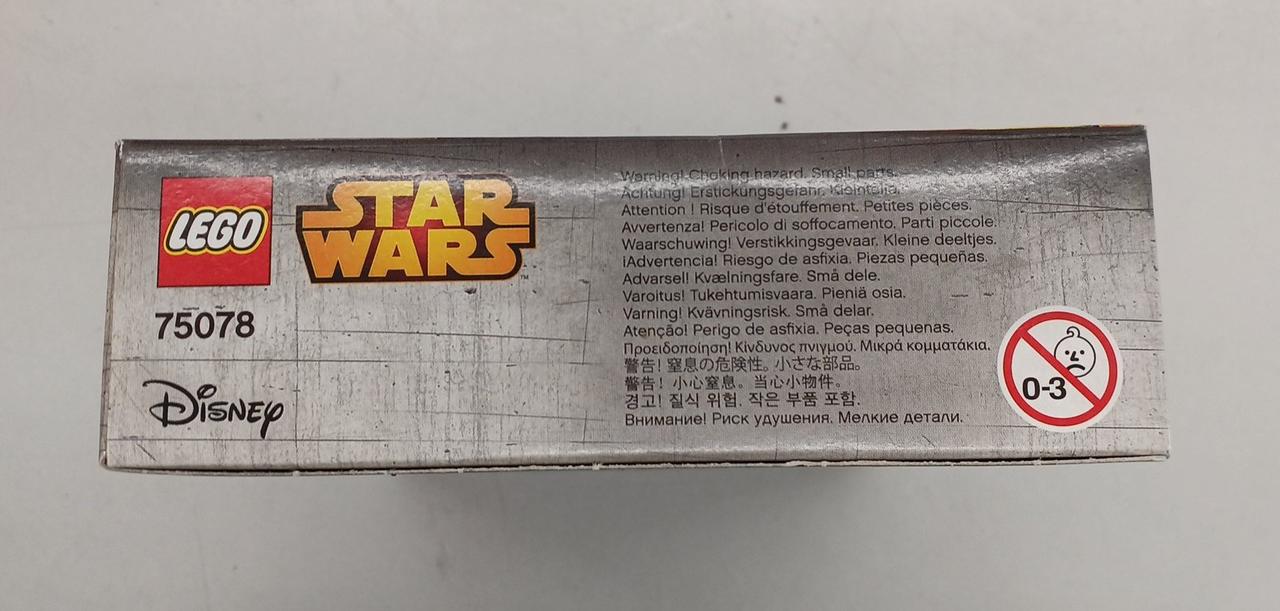 LEGO
STAR
WARS
™
75078
Disney
Warning! Choking hazard. Small parts.
Achtung! Erstickungsgefahr. Kleinteile.
Attention ! Risque d'étouffement. Petites pièces.
Avvertenza! Pericolo di soffocamento. Parti piccole.
Waarschuwing! Verstikkingsgevaar. Kleine deeltjes.
¡Advertencia! Riesgo de asfixia. Piezas pequeñas.
Advarsel! Kvælningsfare. Små dele.
Varoitus! Tukehtumisvaara. Pieniä osia.
Varning! Kvävningsrisk. Små delar.
Atenção! Perigo de asfixia. Peças pequenas.
Προειδοποίηση! Κίνδυνος πνιγμού. Μικρά κομματάκια.
警告! 窒息の危険性。小さな部品。
警告! 小心窒息。当心小物件。
경고! 질식 위험. 작은 부품 포함.
Внимание! Риск удушения. Мелкие детали.
0-3